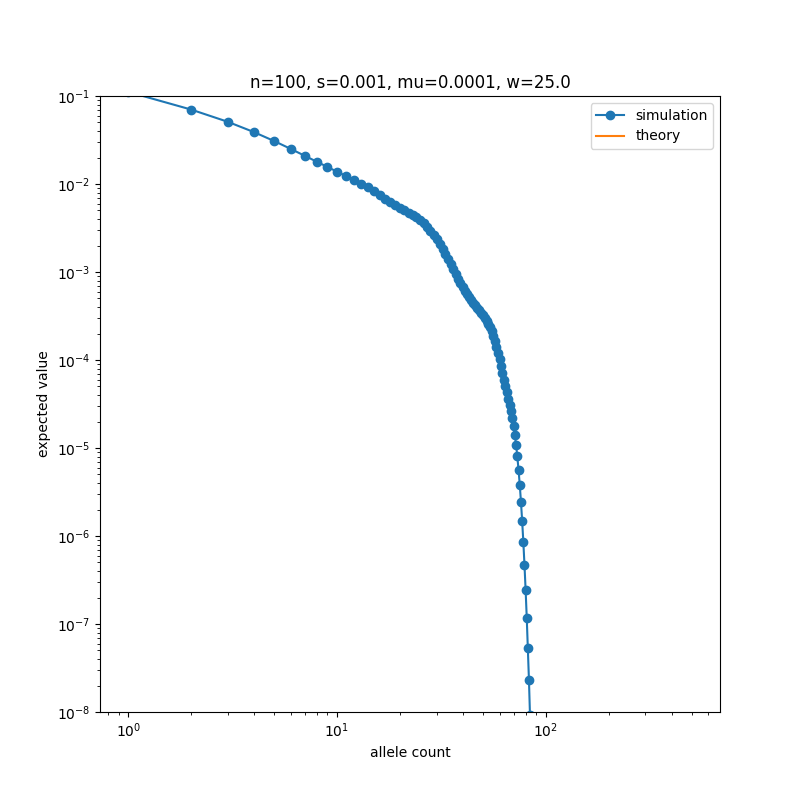 n=100, s=0.001, mu=0.0001, w=25.0
simulation
theory
expected value
10⁻¹
10⁻²
10⁻³
10⁻⁴
10⁻⁵
10⁻⁶
10⁻⁷
10⁻⁸
10⁰ 10¹ 10²
allele count